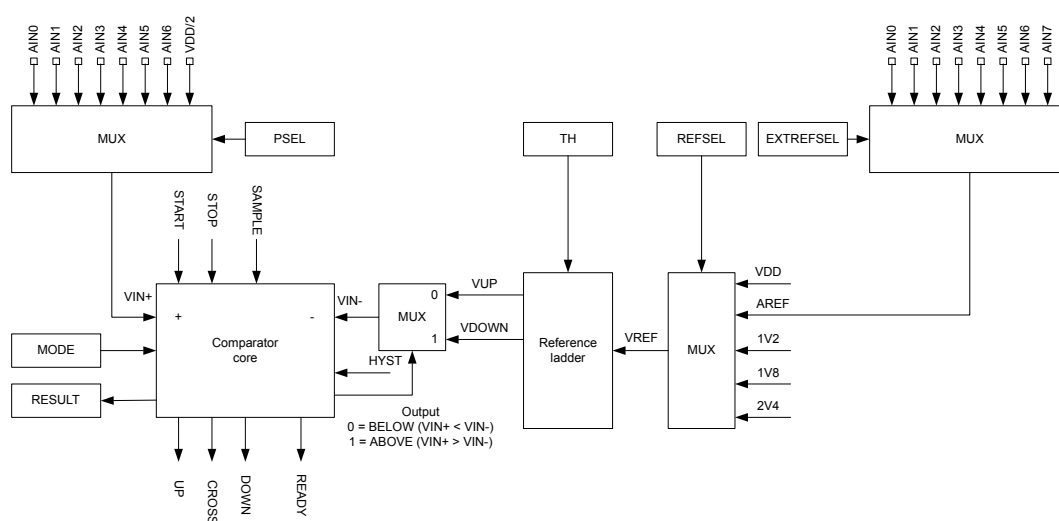 AIN0
AIN1
AIN2
AIN3
AIN4
AIN5
AIN6
VDD/2
AIN0
AIN1
AIN2
AIN3
AIN4
AIN5
AIN6
AIN7
MUX
PSEL
TH
REFSEL
EXTREFSEL
MUX
START
STOP
SAMPLE
VIN+
+
Comparator
core
-
VIN-
MUX
0
1
VUP
VDOWN
HYST
Reference
ladder
VREF
MUX
VDD
AREF
1V2
1V8
2V4
MODE
RESULT
Output
0 = BELOW (VIN+ < VIN-)
1 = ABOVE (VIN+ > VIN-)
UP
CROSS
DOWN
READY